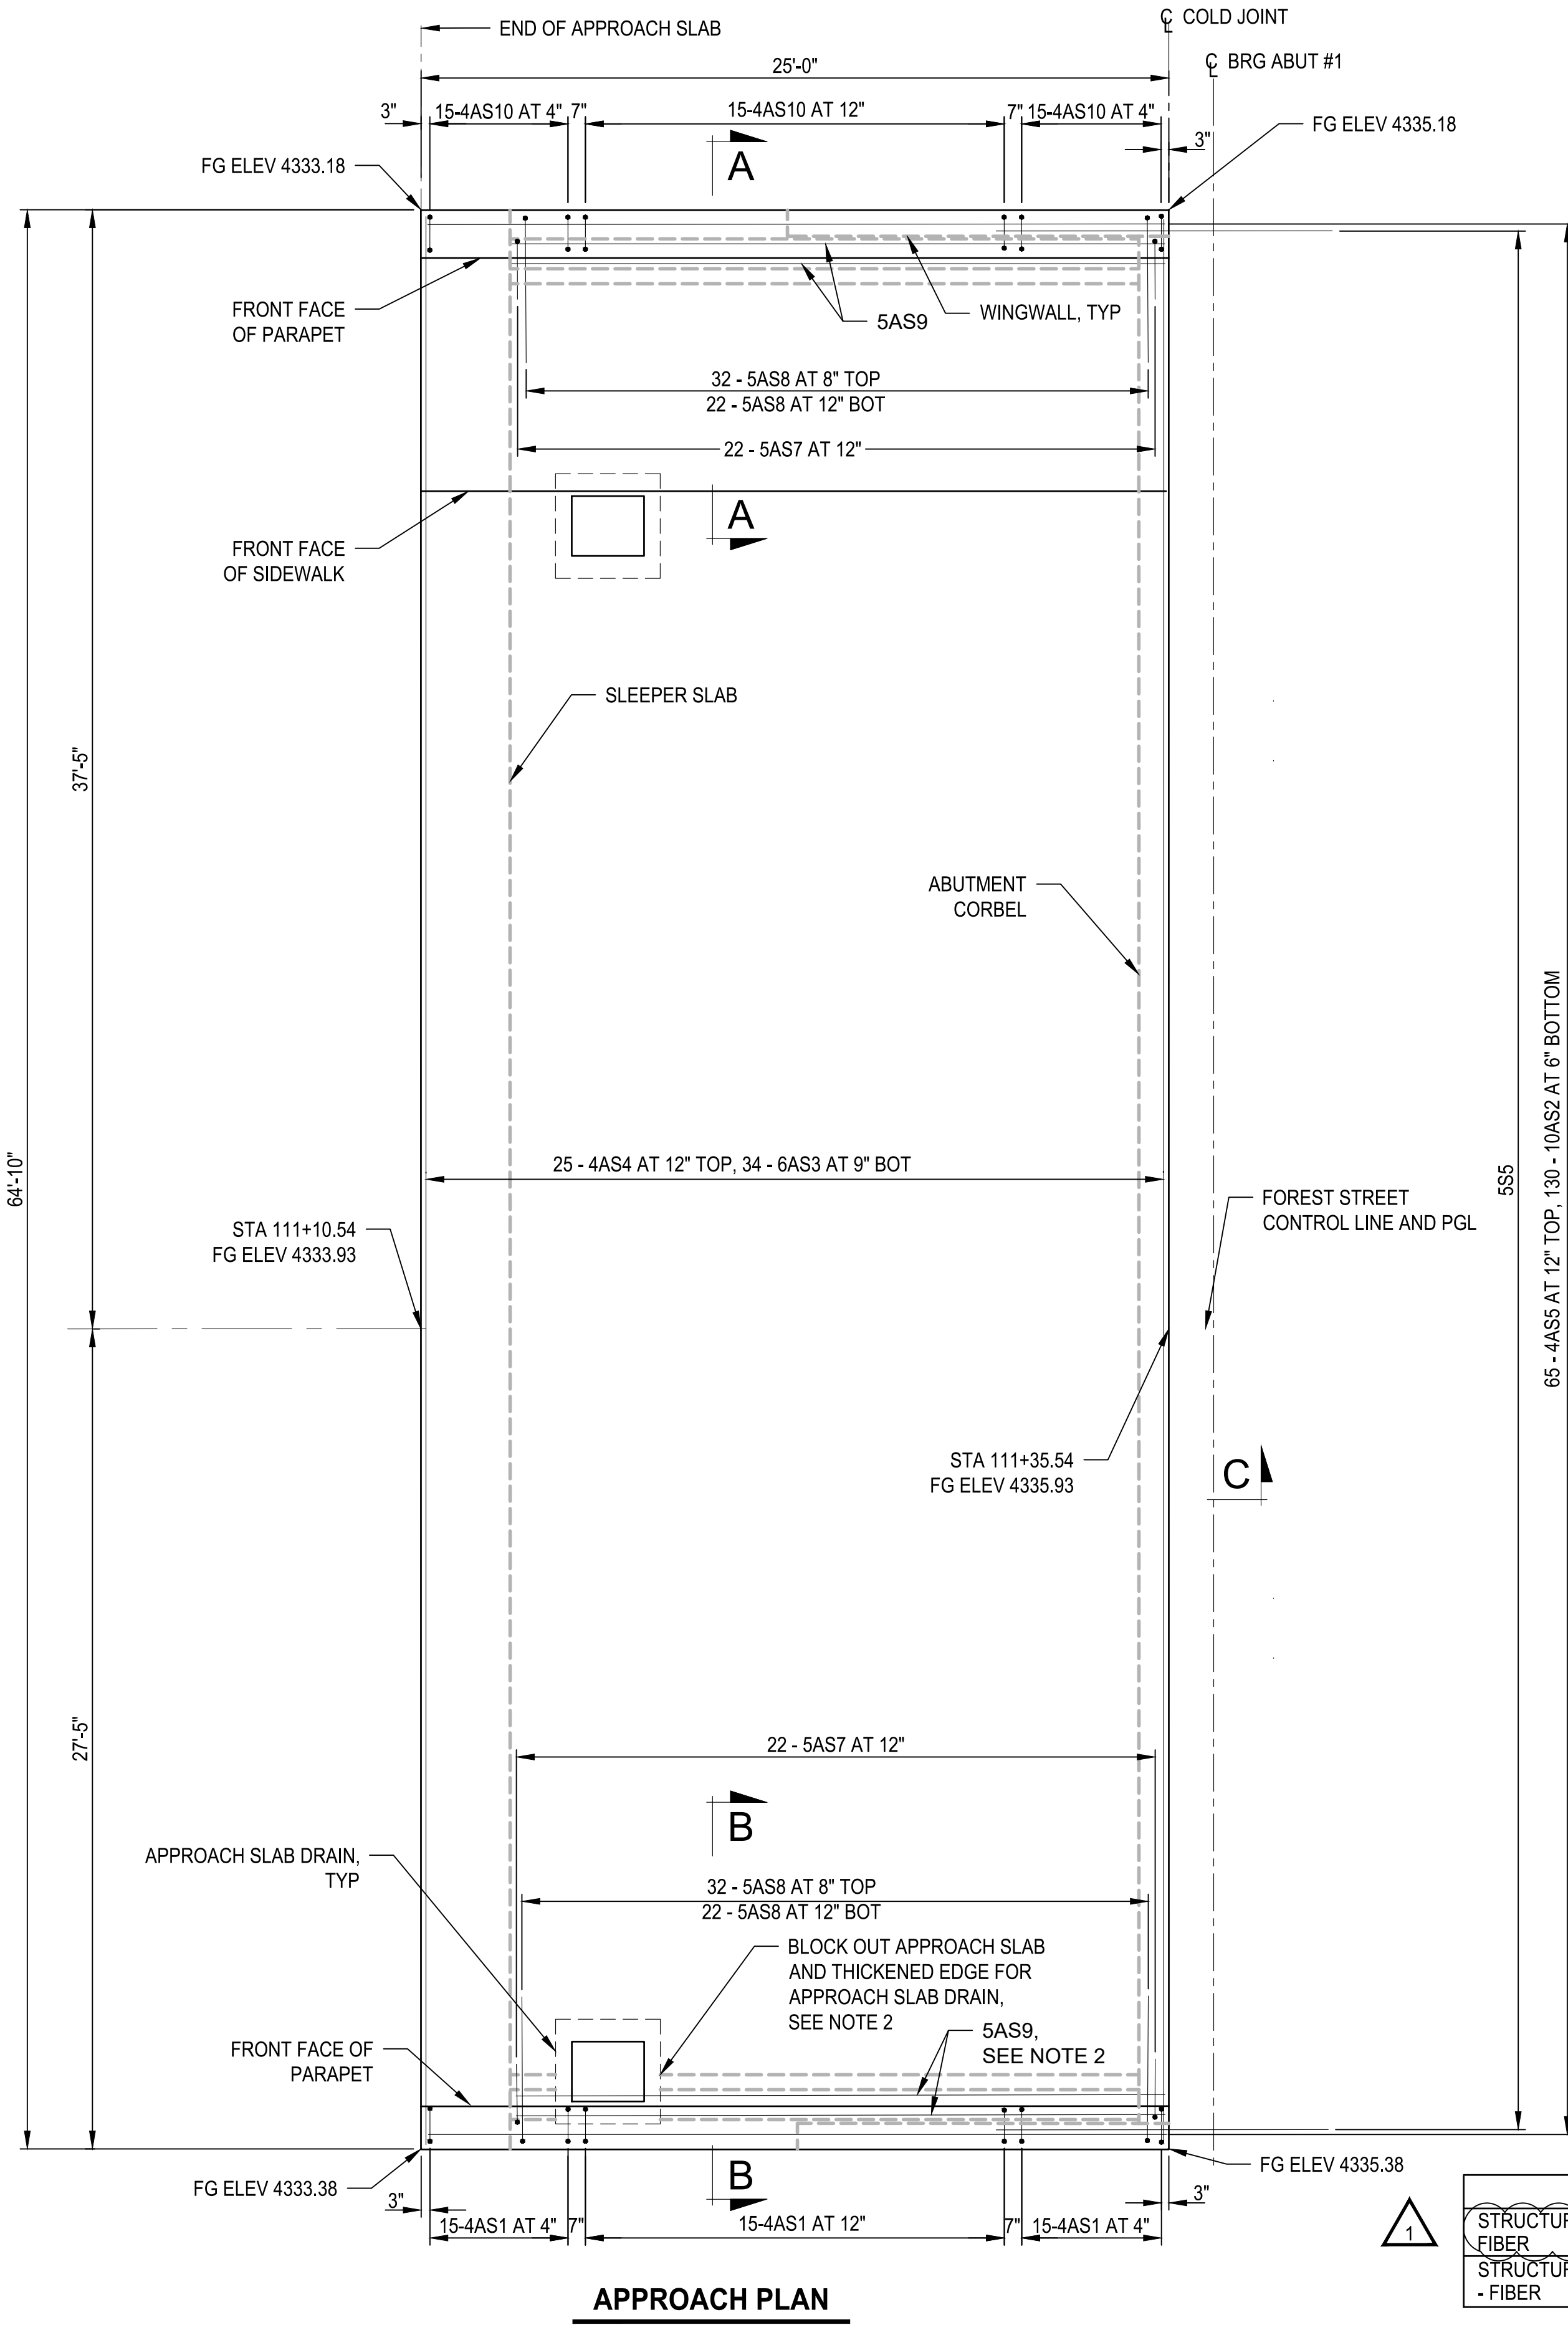 END OF APPROACH SLAB
℄ COLD JOINT
℄ BRG ABUT #1
25'-0"
3"
15-4AS10 AT 4"
7"
15-4AS10 AT 12"
7"
15-4AS10 AT 4"
3"
FG ELEV 4333.18
FG ELEV 4335.18
A
FRONT FACE
OF PARAPET
5AS9
WINGWALL, TYP
32 - 5AS8 AT 8" TOP
22 - 5AS8 AT 12" BOT
22 - 5AS7 AT 12"
A
FRONT FACE
OF SIDEWALK
SLEEPER SLAB
37'-5"
ABUTMENT
CORBEL
64'-10"
25 - 4AS4 AT 12" TOP, 34 - 6AS3 AT 9" BOT
5S5
65 - 4AS5 AT 12" TOP, 130 - 10AS2 AT 6" BOTTOM
STA 111+10.54
FG ELEV 4333.93
FOREST STREET
CONTROL LINE AND PGL
STA 111+35.54
FG ELEV 4335.93
C
27'-5"
22 - 5AS7 AT 12"
B
APPROACH SLAB DRAIN,
TYP
32 - 5AS8 AT 8" TOP
22 - 5AS8 AT 12" BOT
BLOCK OUT APPROACH SLAB
AND THICKENED EDGE FOR
APPROACH SLAB DRAIN,
SEE NOTE 2
5AS9,
SEE NOTE 2
FRONT FACE OF
PARAPET
FG ELEV 4333.38
FG ELEV 4335.38
B
3"
15-4AS1 AT 4"
7"
15-4AS1 AT 12"
7"
15-4AS1 AT 4"
3"
1
STRUCTUR
FIBER
STRUCTUR
- FIBER
APPROACH PLAN